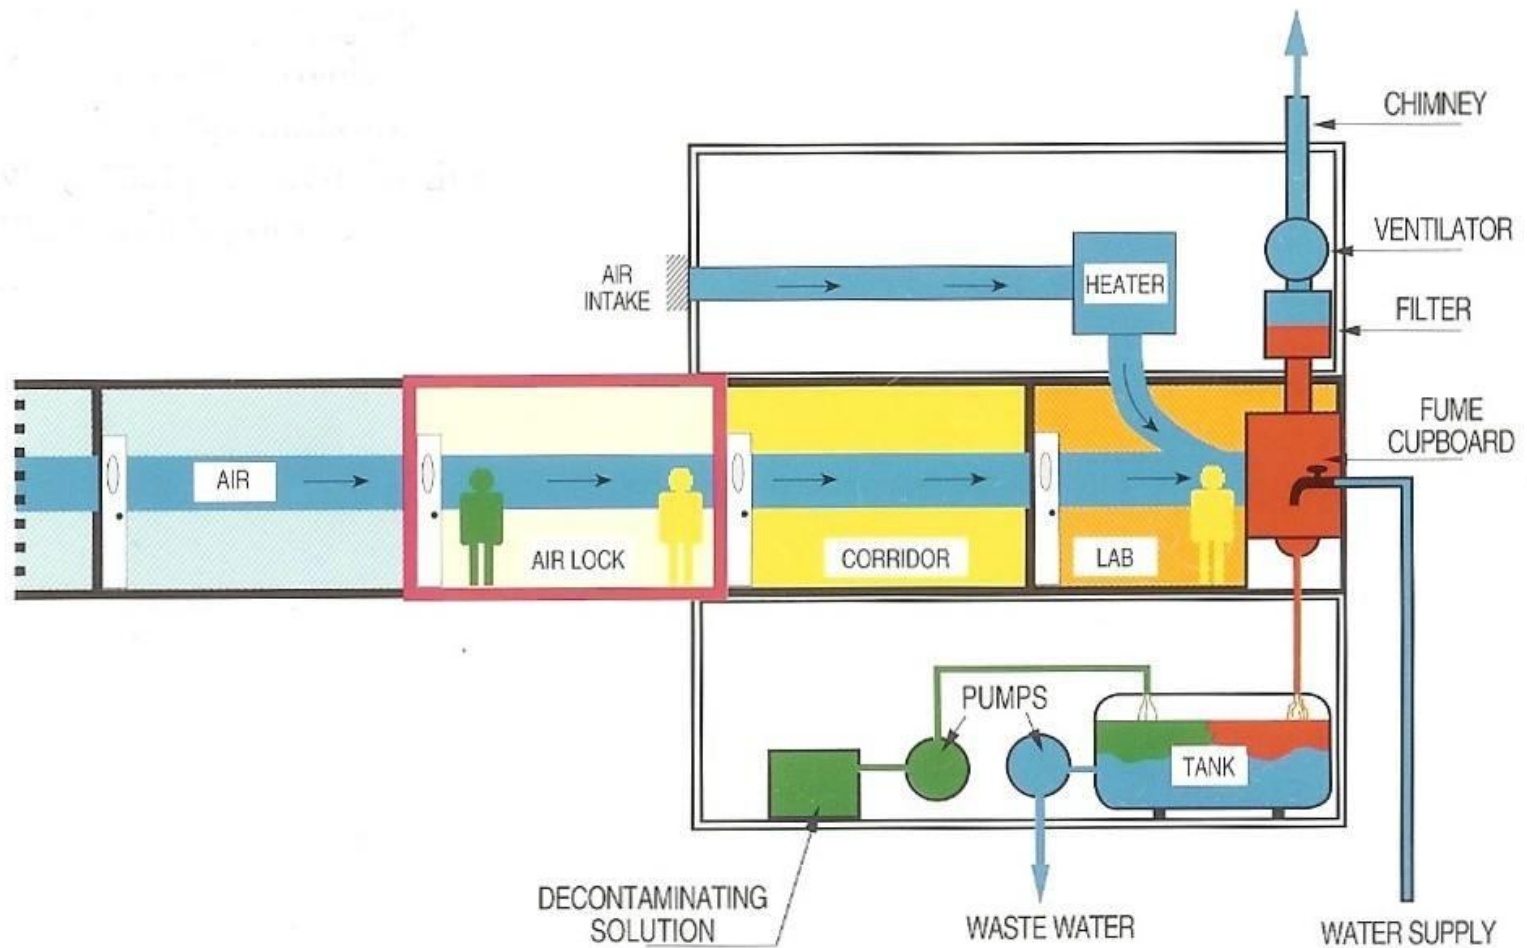 CHIMNEY
VENTILATOR
AIR
INTAKE
HEATER
FILTER
FUME
CUPBOARD
AIR
AIR LOCK
CORRIDOR
LAB
PUMPS
TANK
DECONTAMINATING
SOLUTION
WASTE WATER
WATER SUPPLY